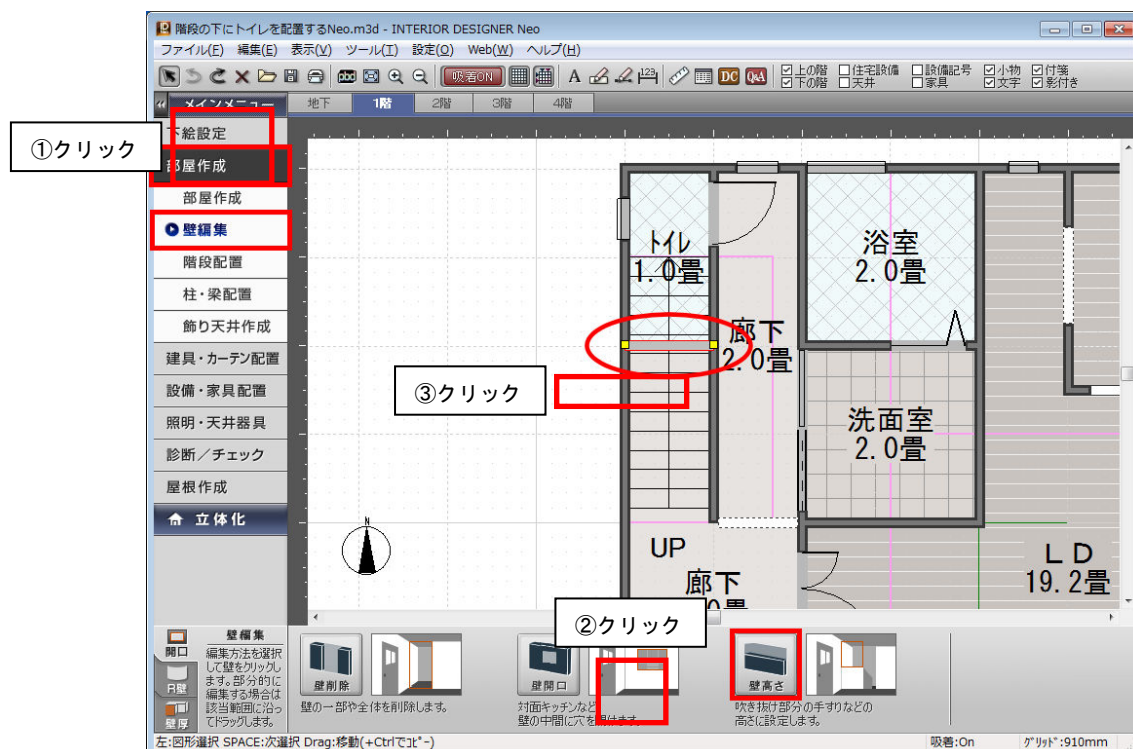 階段の下にトイレを配置するNeo.m3d - INTERIOR DESIGNER Neo
ファイル(F) 編集(E) 表示(V) ツール(T) 設定(O) Web(W) ヘルプ(H)
吸着ON A 123 DC Q&A 上の階 住宅設備 設備記号 小物 付箋
下の階 天井 家具 文字 影付き
メインメニュー 地下 1階 2階 3階 4階
下絵設定
①クリック
部屋作成
部屋作成
壁編集
階段配置
柱・梁配置
飾り天井作成
建具・カーテン配置
設備・家具配置
照明・天井器具
診断/チェック
屋根作成
立体化
トイレ
1.0畳
浴室
2.0畳
廊下
2.0畳
③クリック
洗面室
2.0畳
N
UP
廊下
LD
19.2畳
②クリック
開口
R壁
壁厚
壁編集
編集方法を選択
して壁をクリックし
ます。部分的に
編集する場合は
該当範囲に沿っ
てドラッグします。
壁削除
壁の一部や全体を削除します。
壁開口
対面キッチンなど
壁の中間に穴を開けます。
壁高さ
吹き抜け部分の手すりなどの
高さに設定します。
左:図形選択 SPACE:次選択 Drag:移動(+Ctrlでコピー) 吸着:On グリッド:910mm